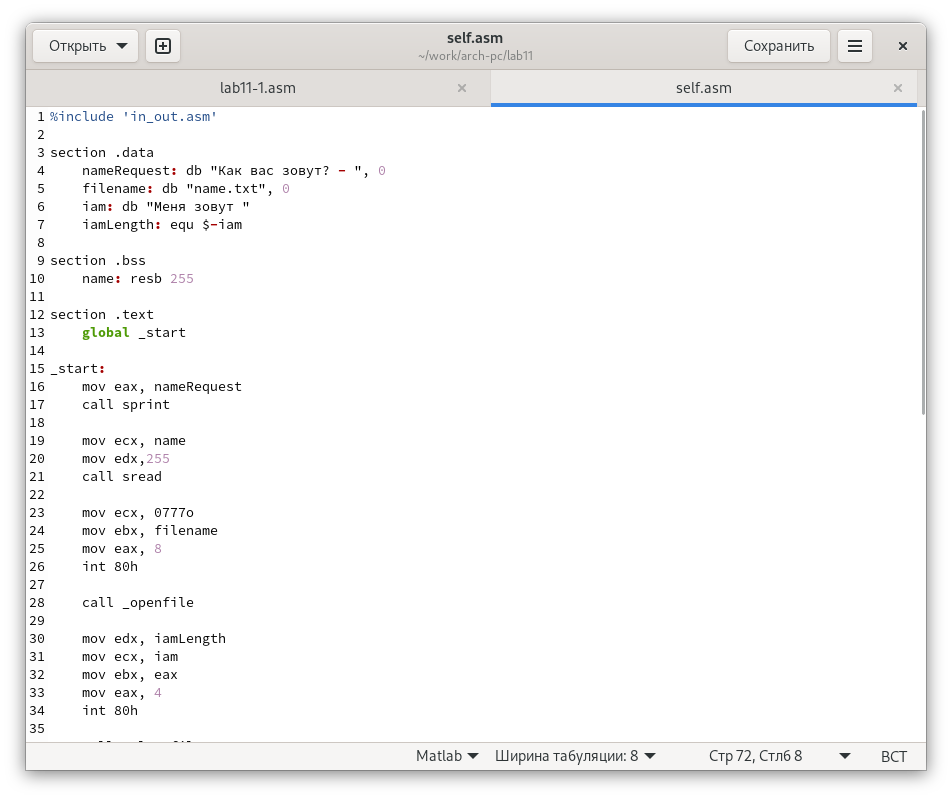 Открыть
self.asm
~/work/arch-pc/lab11
Сохранить
lab11-1.asm
self.asm
1 %include 'in_out.asm'
2
3 section .data
4     nameRequest: db "Как вас зовут? - ", 0
5     filename: db "name.txt", 0
6     iam: db "Меня зовут "
7     iamLength: equ $-iam
8
9 section .bss
10     name: resb 255
11
12 section .text
13     global _start
14
15 _start:
16     mov eax, nameRequest
17     call sprint
18
19     mov ecx, name
20     mov edx,255
21     call sread
22
23     mov ecx, 0777o
24     mov ebx, filename
25     mov eax, 8
26     int 80h
27
28     call _openfile
29
30     mov edx, iamLength
31     mov ecx, iam
32     mov ebx, eax
33     mov eax, 4
34     int 80h
35
Matlab Ширина табуляции: 8 Стр 72, Стлб 8 ВСТ